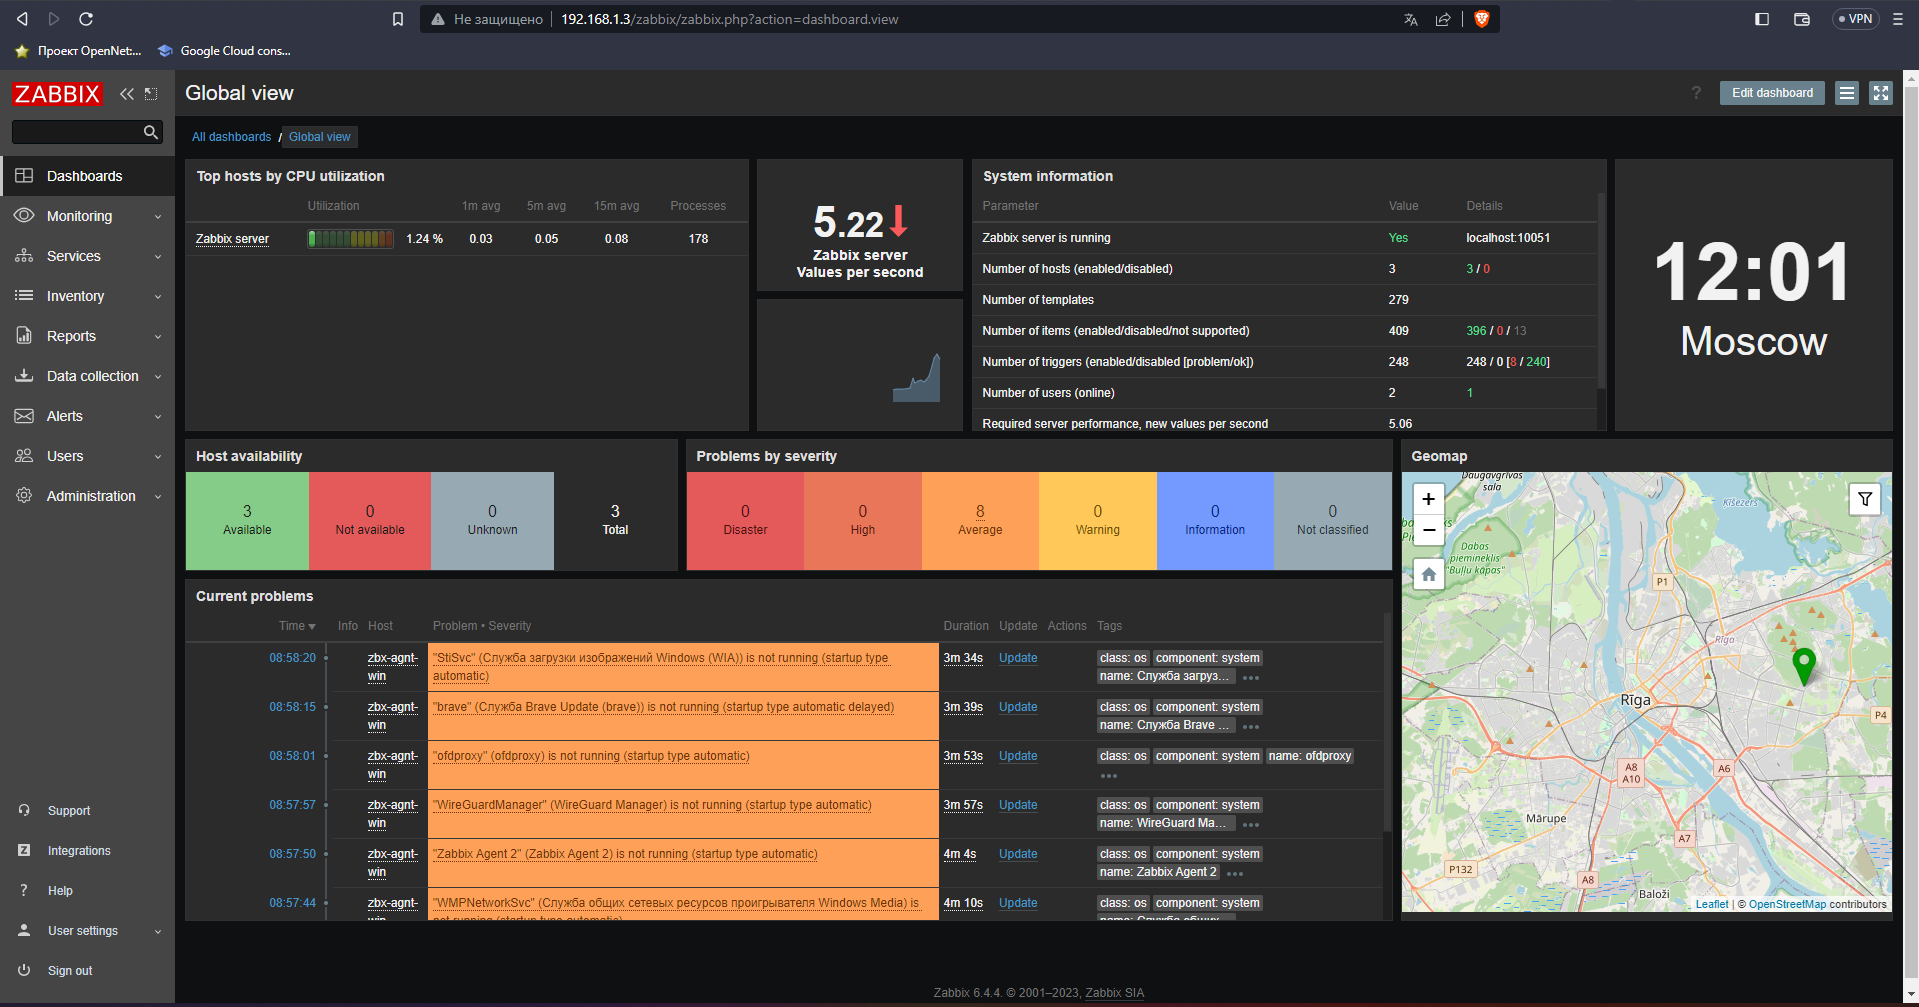 Не защищено
192.168.1.3/zabbix/zabbix.php?action=dashboard.view
VPN
Проект OpenNet:...
Google Cloud cons...
ZABBIX
Global view
?
Edit dashboard
All dashboards / Global view
Dashboards
Monitoring
Services
Inventory
Reports
Data collection
Alerts
Users
Administration
Support
Z Integrations
? Help
User settings
Sign out
Top hosts by CPU utilization
Utilization 1m avg 5m avg 15m avg Processes
Zabbix server 1.24 % 0.03 0.05 0.08 178
5.22
Zabbix server
Values per second
System information
Parameter Value Details
Zabbix server is running Yes localhost:10051
Number of hosts (enabled/disabled) 3 3 / 0
Number of templates 279
Number of items (enabled/disabled/not supported) 409 396 / 0 / 13
Number of triggers (enabled/disabled [problem/ok]) 248 248 / 0 [8 / 240]
Number of users (online) 2 1
Required server performance, new values per second 5.06
12:01
Moscow
Host availability
3
Available
0
Not available
0
Unknown
3
Total
Problems by severity
0
Disaster
0
High
8
Average
0
Warning
0
Information
0
Not classified
Geomap
+
−
Daugavgrīvas
sala
Ķīšezers
Dabas
piemineklis
"Buļļu kāpas"
P1
Rīga
Rīga
P4
A8
A10
A6
Mārupe
A7
P132
A8
Baloži
Leaflet | © OpenStreetMap contributors
Current problems
Time Info Host Problem • Severity Duration Update Actions Tags
08:58:20 zbx-agnt-win "StiSvc" (Служба загрузки изображений Windows (WIA)) is not running (startup type automatic) 3m 34s Update class: os component: system name: Служба загруз... •••
08:58:15 zbx-agnt-win "brave" (Служба Brave Update (brave)) is not running (startup type automatic delayed) 3m 39s Update class: os component: system name: Служба Brave ... •••
08:58:01 zbx-agnt-win "ofdproxy" (ofdproxy) is not running (startup type automatic) 3m 53s Update class: os component: system name: ofdproxy •••
08:57:57 zbx-agnt-win "WireGuardManager" (WireGuard Manager) is not running (startup type automatic) 3m 57s Update class: os component: system name: WireGuard Ma... •••
08:57:50 zbx-agnt-win "Zabbix Agent 2" (Zabbix Agent 2) is not running (startup type automatic) 4m 4s Update class: os component: system name: Zabbix Agent 2 •••
08:57:44 zbx-agnt-win "WMPNetworkSvc" (Служба общих сетевых ресурсов проигрывателя Windows Media) is not running (startup type automatic) 4m 10s Update class: os component: system name: Служба общих
Zabbix 6.4.4. © 2001–2023, Zabbix SIA